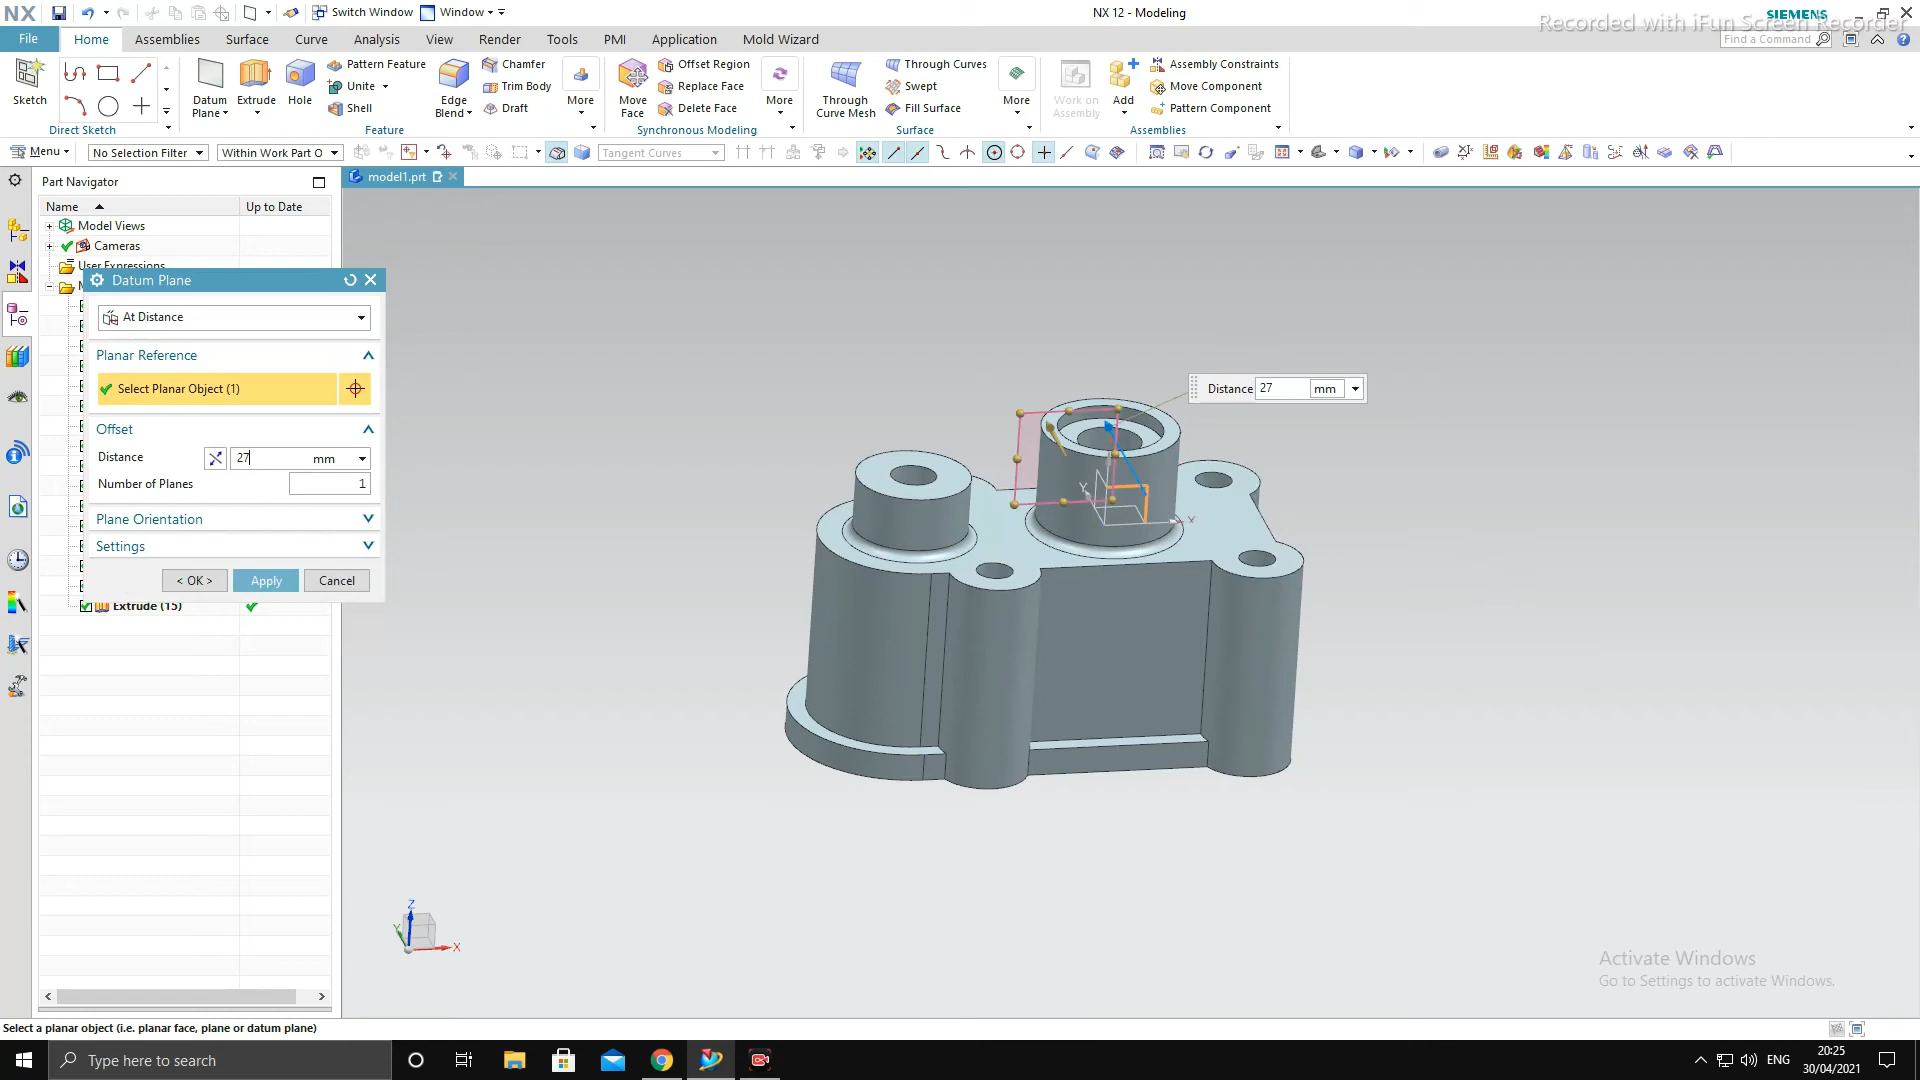 NX
Switch Window
Window
NX 12 - Modeling
SIEMENS
Recorded with iFun Screen Recorder
File
Home
Assemblies
Surface
Curve
Analysis
View
Render
Tools
PMI
Application
Mold Wizard
Find a Command
Sketch
Direct Sketch
Datum Plane
Extrude
Hole
Pattern Feature
Unite
Shell
Edge Blend
Chamfer
Trim Body
Draft
More
Feature
Move Face
Offset Region
Replace Face
Delete Face
More
Synchronous Modeling
Through Curve Mesh
Through Curves
Swept
Fill Surface
More
Surface
Work on Assembly
Add
Assembly Constraints
Move Component
Pattern Component
Assemblies
Menu
No Selection Filter
Within Work Part O
Tangent Curves
Part Navigator
model1.prt
Name
Up to Date
Model Views
Cameras
User Expressions
Datum Plane
At Distance
Planar Reference
Select Planar Object (1)
Offset
Distance
27
mm
Number of Planes
1
Plane Orientation
Settings
< OK >
Apply
Cancel
Extrude (15)
Distance
27
mm
Y
X
Z
Y
X
Activate Windows
Go to Settings to activate Windows.
Select a planar object (i.e. planar face, plane or datum plane)
Type here to search
ENG
20:25
30/04/2021